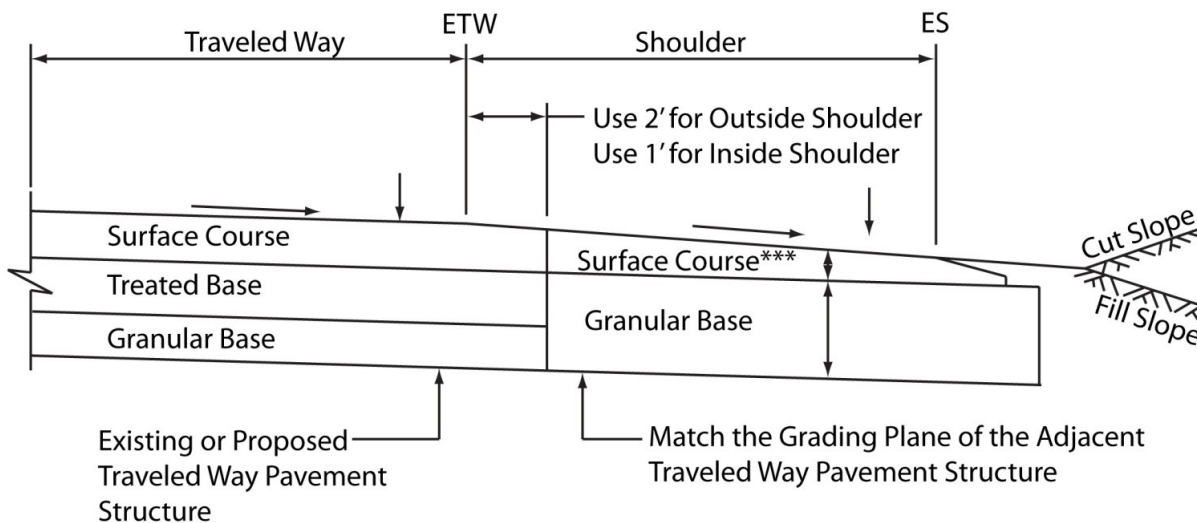 ETW
ES
Traveled Way
Shoulder
Use 2’ for Outside Shoulder
Use 1’ for Inside Shoulder
Surface Course
Surface Course***
Cut Slope
Treated Base
Granular Base
Fill Slope
Granular Base
Existing or Proposed
Traveled Way Pavement
Structure
Match the Grading Plane of the Adjacent
Traveled Way Pavement Structure